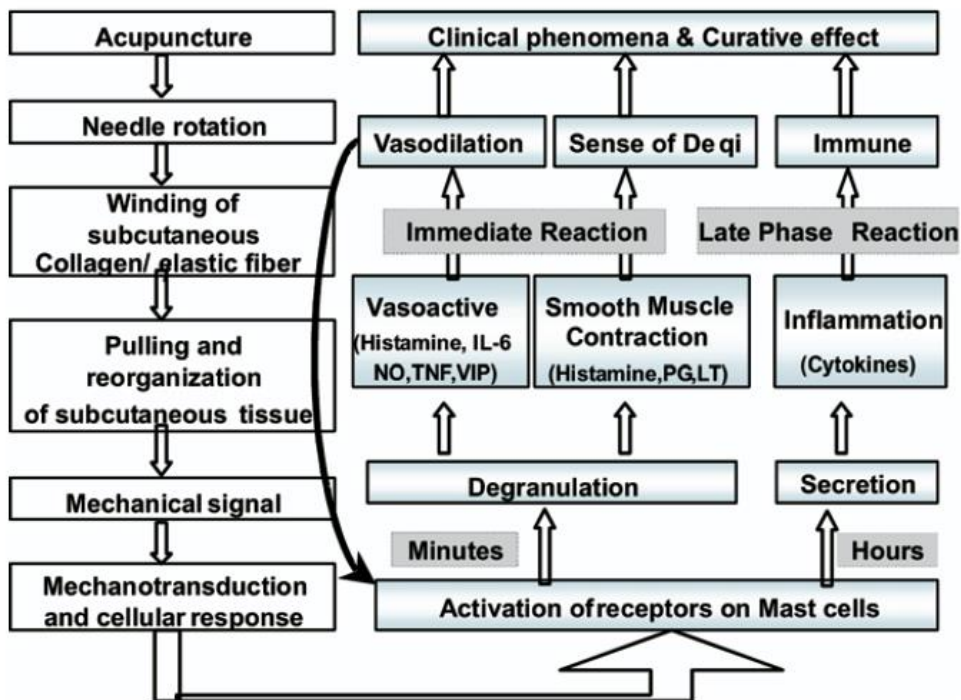 Acupuncture
Needle rotation
Winding of
subcutaneous
Collagen/ elastic fiber
Pulling and
reorganization
of subcutaneous tissue
Mechanical signal
Mechanotransduction
and cellular response
Clinical phenomena & Curative effect
Vasodilation
Sense of De qi
Immune
Immediate Reaction
Late Phase Reaction
Vasoactive
(Histamine, IL-6
NO,TNF,VIP)
Smooth Muscle
Contraction
(Histamine,PG,LT)
Inflammation
(Cytokines)
Degranulation
Secretion
Minutes
Hours
Activation of receptors on Mast cells